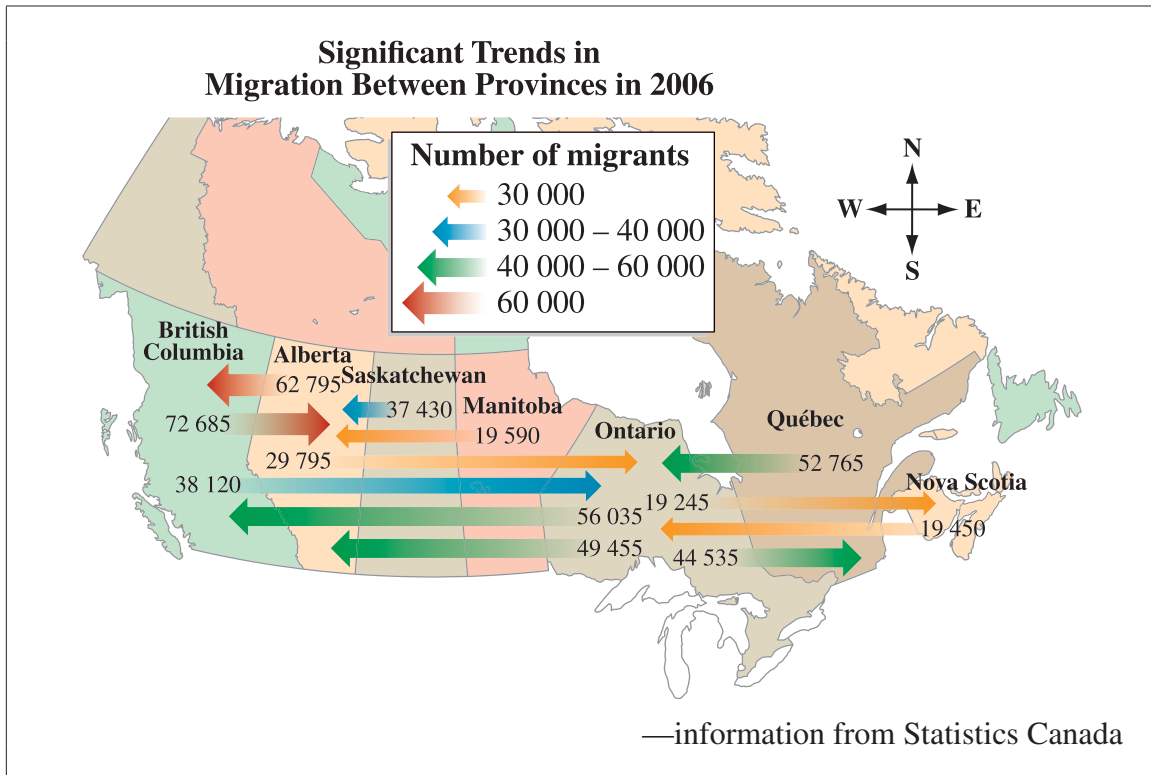 Significant Trends in
Migration Between Provinces in 2006
Number of migrants
30 000
30 000 – 40 000
40 000 – 60 000
60 000
N
W E
S
British
Columbia
Alberta
62 795
Saskatchewan
72 685
37 430
Manitoba
19 590
Ontario
Québec
29 795
52 765
38 120
Nova Scotia
19 245
56 035
19 450
49 455
44 535
—information from Statistics Canada